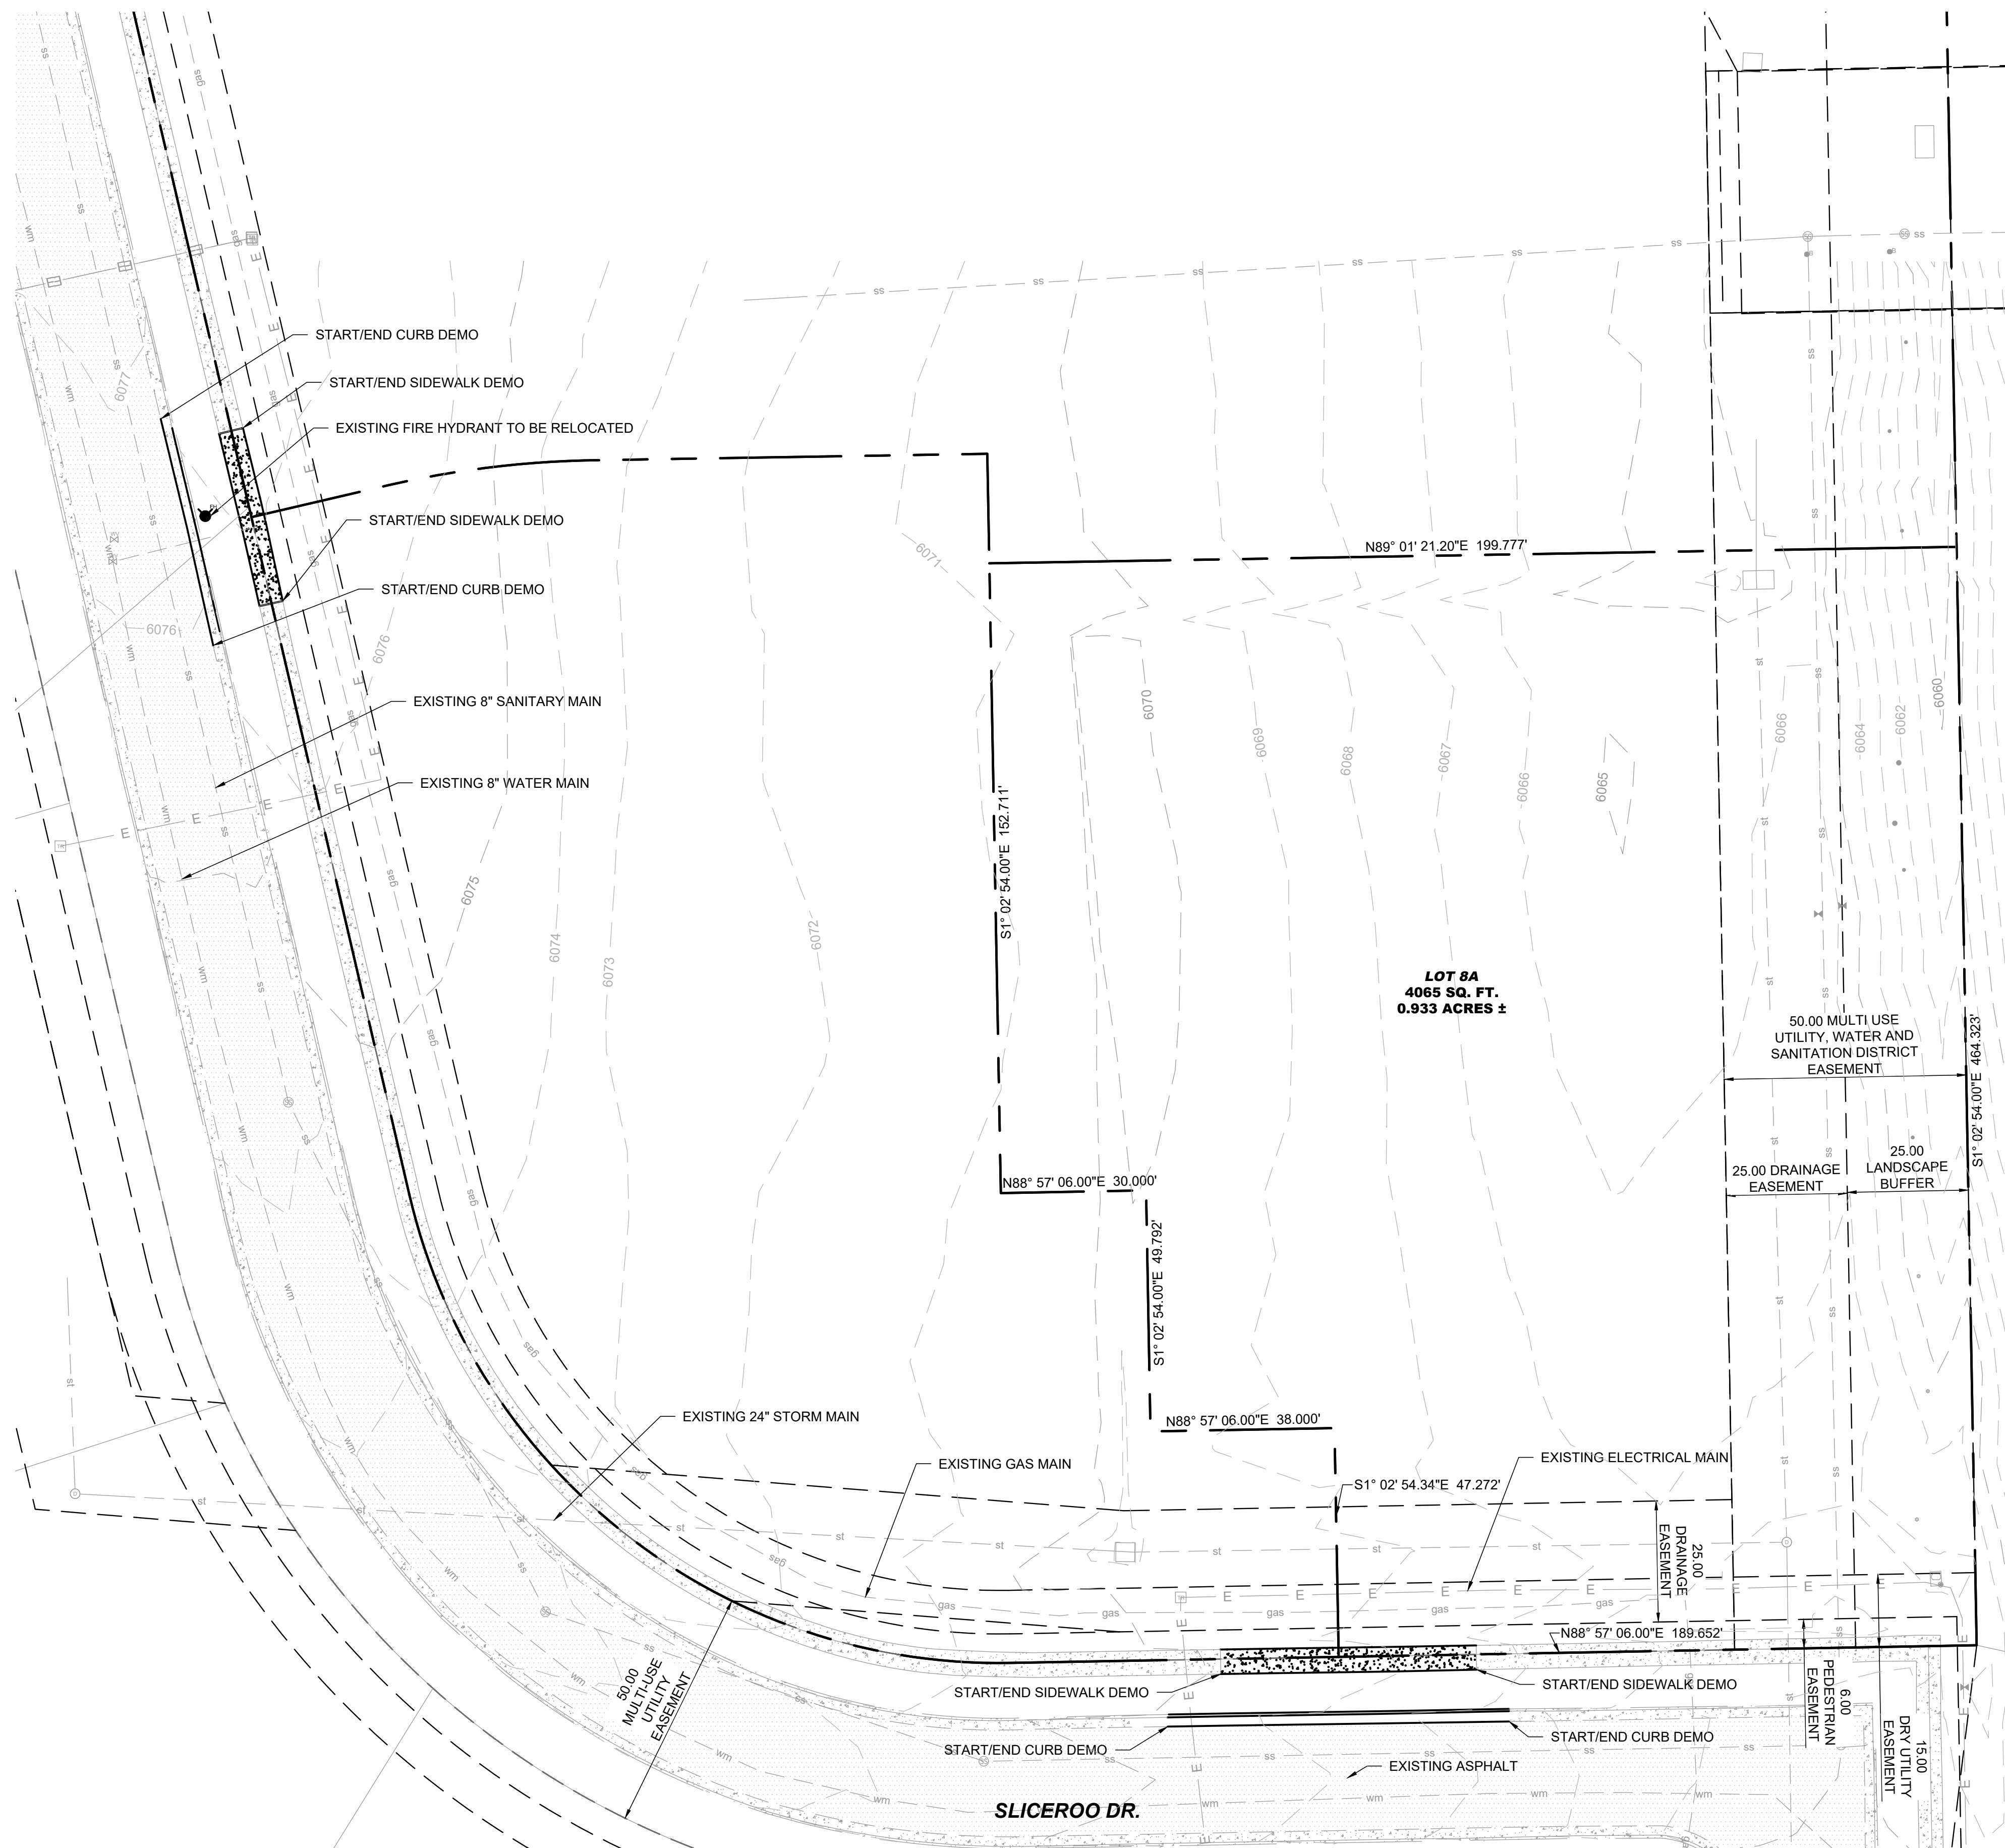 START/END CURB DEMO
START/END SIDEWALK DEMO
EXISTING FIRE HYDRANT TO BE RELOCATED
START/END SIDEWALK DEMO
START/END CURB DEMO
EXISTING 8" SANITARY MAIN
EXISTING 8" WATER MAIN
6077
6076
6076
6075
6074
6073
6072
6071
6070
6069
6068
6067
6066
6065
6066
6064
6062
6060
N89° 01' 21.20"E 199.777'
S1° 02' 54.00"E 152.711'
LOT 8A
4065 SQ. FT.
0.933 ACRES ±
50.00 MULTI USE
UTILITY, WATER AND
SANITATION DISTRICT
EASEMENT
S1° 02' 54.00"E 464.323'
25.00 DRAINAGE
EASEMENT
25.00
LANDSCAPE
BUFFER
N88° 57' 06.00"E 30.000'
S1° 02' 54.00"E 49.792'
N88° 57' 06.00"E 38.000'
S1° 02' 54.34"E 47.272'
EXISTING 24" STORM MAIN
EXISTING GAS MAIN
EXISTING ELECTRICAL MAIN
25.00
DRAINAGE
EASEMENT
N88° 57' 06.00"E 189.652'
START/END SIDEWALK DEMO
START/END SIDEWALK DEMO
START/END CURB DEMO
START/END CURB DEMO
EXISTING ASPHALT
50.00
MULTI-USE
UTILITY
EASEMENT
6.00
PEDESTRIAN
EASEMENT
15.00
DRY UTILITY
EASEMENT
SLICEROO DR.
ss
wm
gas
E
st